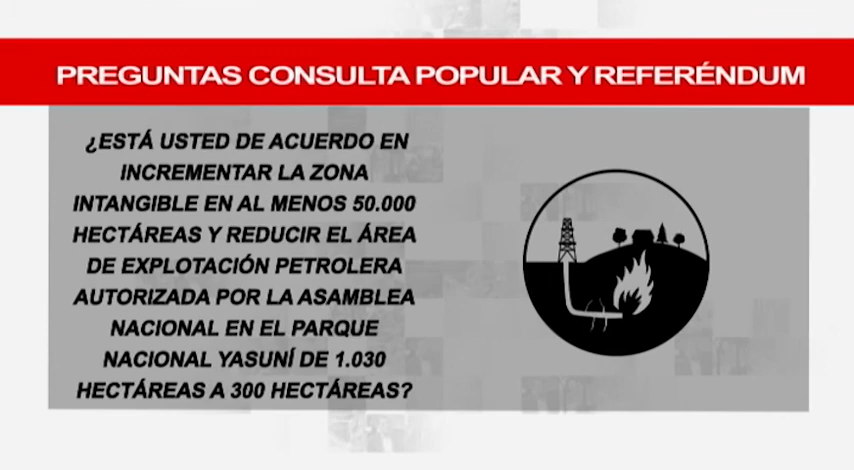 PREGUNTAS CONSULTA POPULAR Y REFERÉNDUM
¿ESTÁ USTED DE ACUERDO EN
INCREMENTAR LA ZONA
INTANGIBLE EN AL MENOS 50.000
HECTÁREAS Y REDUCIR EL ÁREA
DE EXPLOTACIÓN PETROLERA
AUTORIZADA POR LA ASAMBLEA
NACIONAL EN EL PARQUE
NACIONAL YASUNÍ DE 1.030
HECTÁREAS A 300 HECTÁREAS?